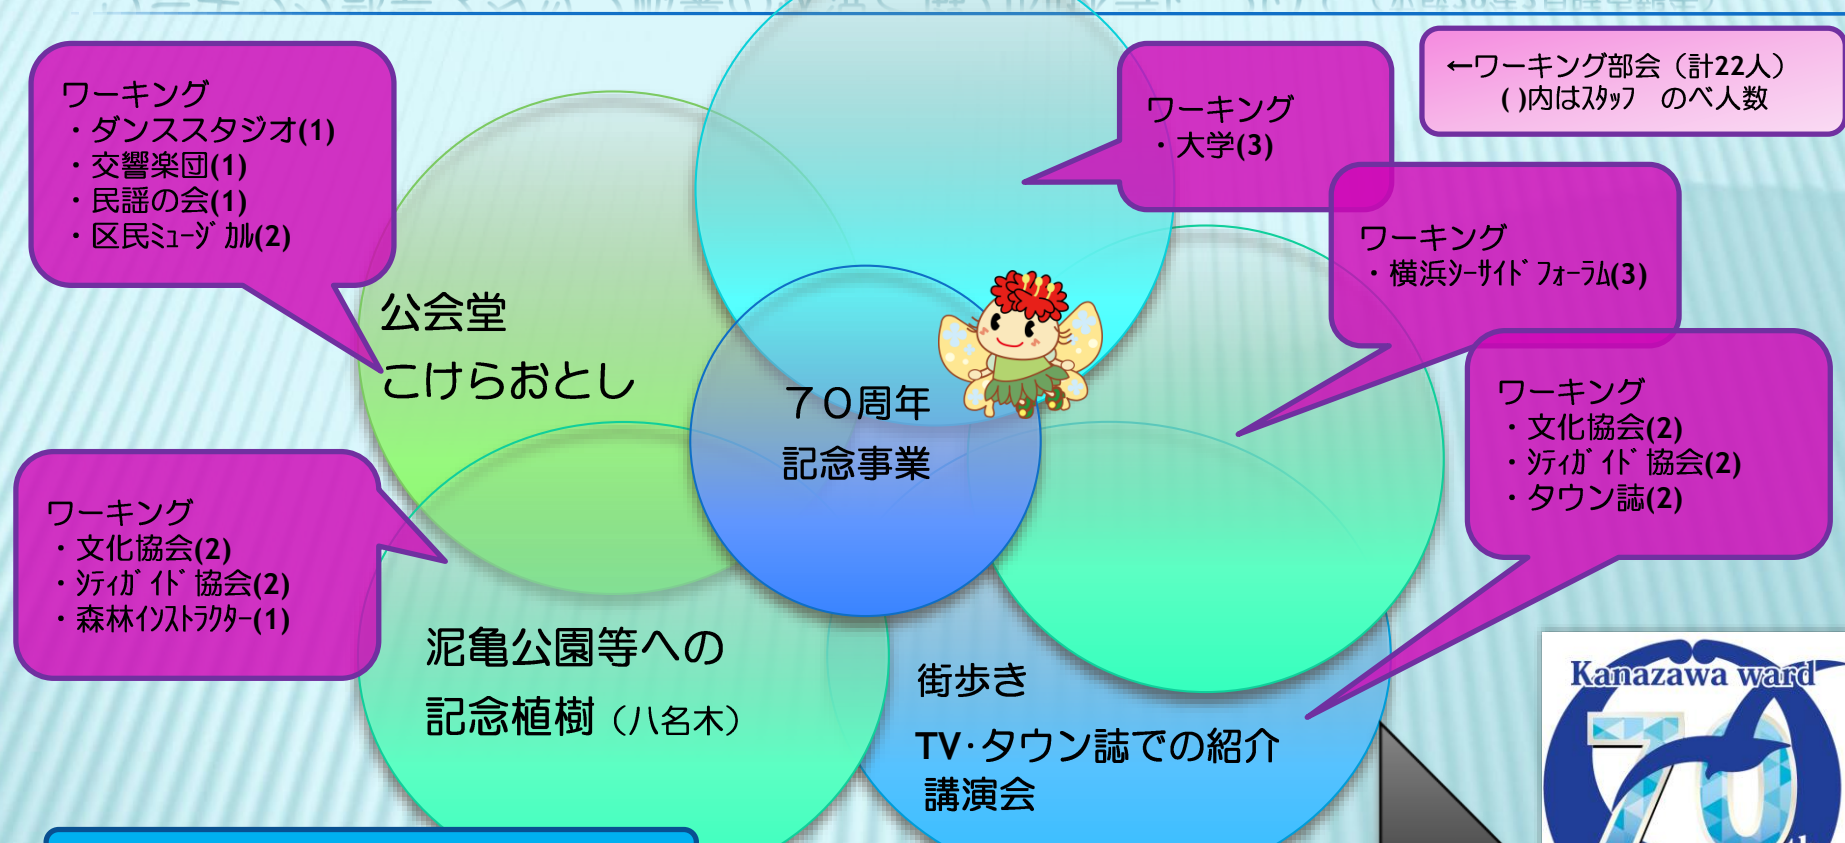 ワーキング
・ダンススタジオ(1)
・交響楽団(1)
・民謡の会(1)
・区民ﾐｭｰｼﾞｶﾙ(2)
ワーキング
・大学(3)
←ワーキング部会（計22人）
( )内はｽﾀｯﾌ のべ人数
ワーキング
・横浜ｼｰｻｲﾄﾞﾌｫｰﾗﾑ(3)
公会堂
こけらおとし
７０周年
記念事業
ワーキング
・文化協会(2)
・ｼﾃｨｶﾞｲﾄﾞ協会(2)
・タウン誌(2)
ワーキング
・文化協会(2)
・ｼﾃｨｶﾞｲﾄﾞ協会(2)
・森林ｲﾝｽﾄﾗｸﾀｰ(1)
泥亀公園等への
記念植樹（八名木）
街歩き
TV･タウン誌での紹介
講演会
Kanazawa ward
70
th